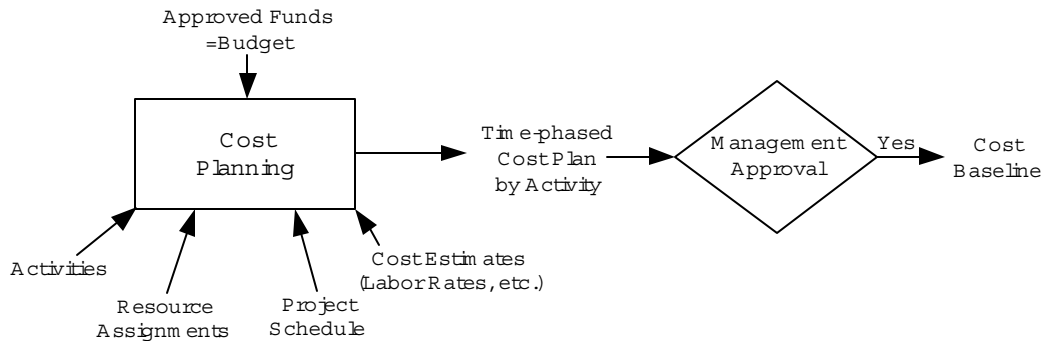 Approved Funds
=Budget
Cost
Planning
Time-phased
Cost Plan
by Activity
Management
Approval
Yes
Cost
Baseline
Activities
Resource
Assignments
Project
Schedule
Cost Estimates
(Labor Rates, etc.)